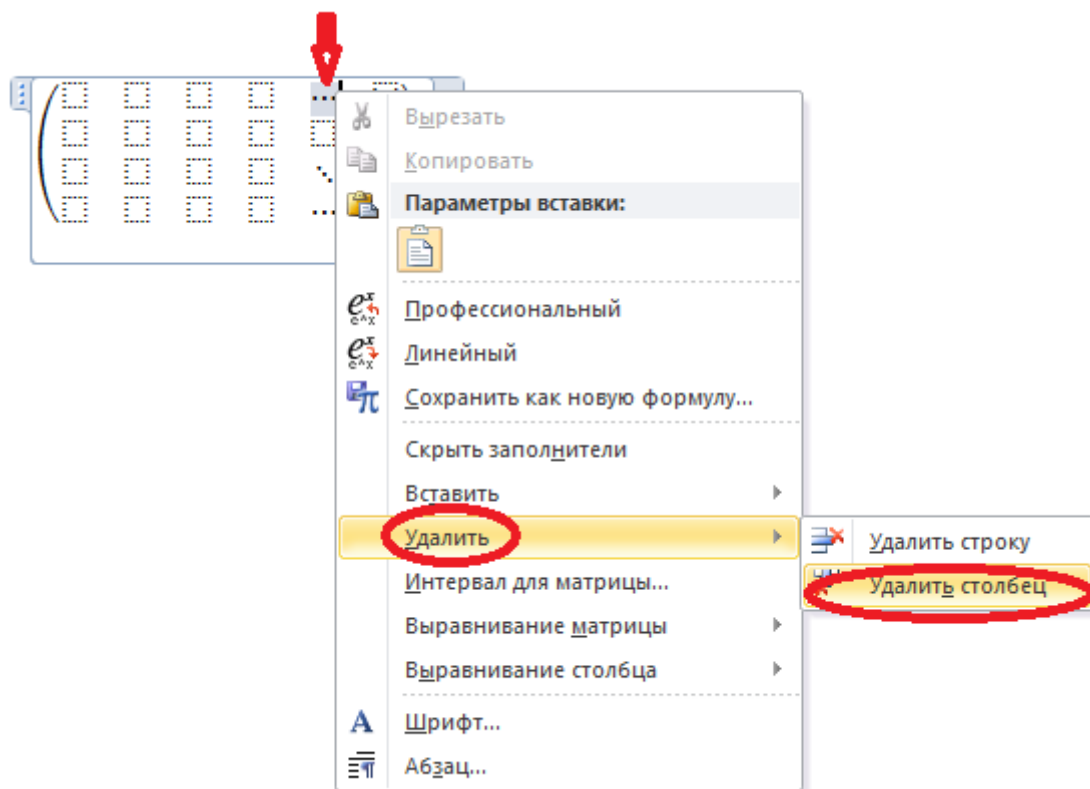 Вырезать
Копировать
Параметры вставки:
Профессиональный
Линейный
Сохранить как новую формулу...
Скрыть заполнители
Вставить
Удалить
Удалить строку
Удалить столбец
Интервал для матрицы...
Выравнивание матрицы
Выравнивание столбца
Шрифт...
Абзац...